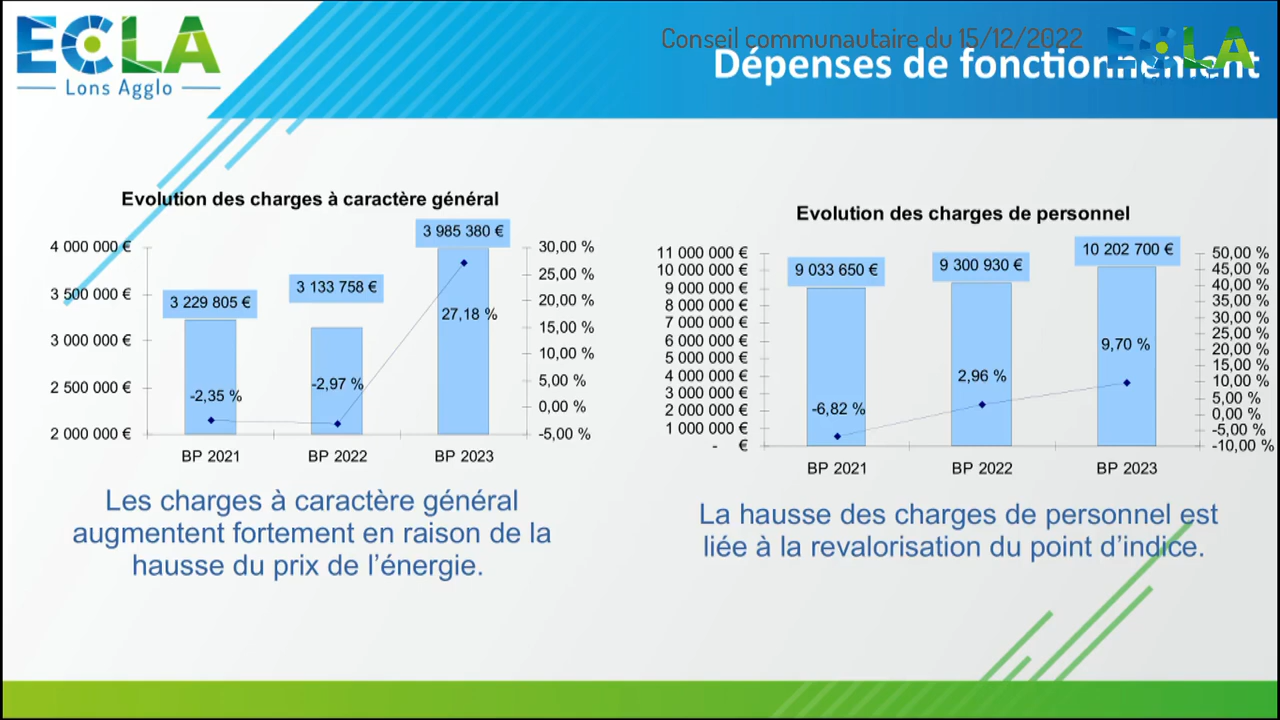 ECLA
Lons Agglo
Conseil communautaire du 15/12/2022
ECLA
Dépenses de fonctionnement
Evolution des charges à caractère général
3 985 380 €
3 133 758 €
3 229 805 €
4 000 000 €
3 500 000 €
3 000 000 €
2 500 000 €
2 000 000 €
30,00 %
25,00 %
20,00 %
15,00 %
10,00 %
5,00 %
0,00 %
-5,00 %
-2,35 %
-2,97 %
27,18 %
BP 2021
BP 2022
BP 2023
Les charges à caractère général
augmentent fortement en raison de la
hausse du prix de l’énergie.
Evolution des charges de personnel
9 033 650 €
9 300 930 €
10 202 700 €
11 000 000 €
10 000 000 €
9 000 000 €
8 000 000 €
7 000 000 €
6 000 000 €
5 000 000 €
4 000 000 €
3 000 000 €
2 000 000 €
1 000 000 €
- €
50,00 %
45,00 %
40,00 %
35,00 %
30,00 %
25,00 %
20,00 %
15,00 %
10,00 %
5,00 %
0,00 %
-5,00 %
-10,00 %
-6,82 %
2,96 %
9,70 %
BP 2021
BP 2022
BP 2023
La hausse des charges de personnel est
liée à la revalorisation du point d’indice.